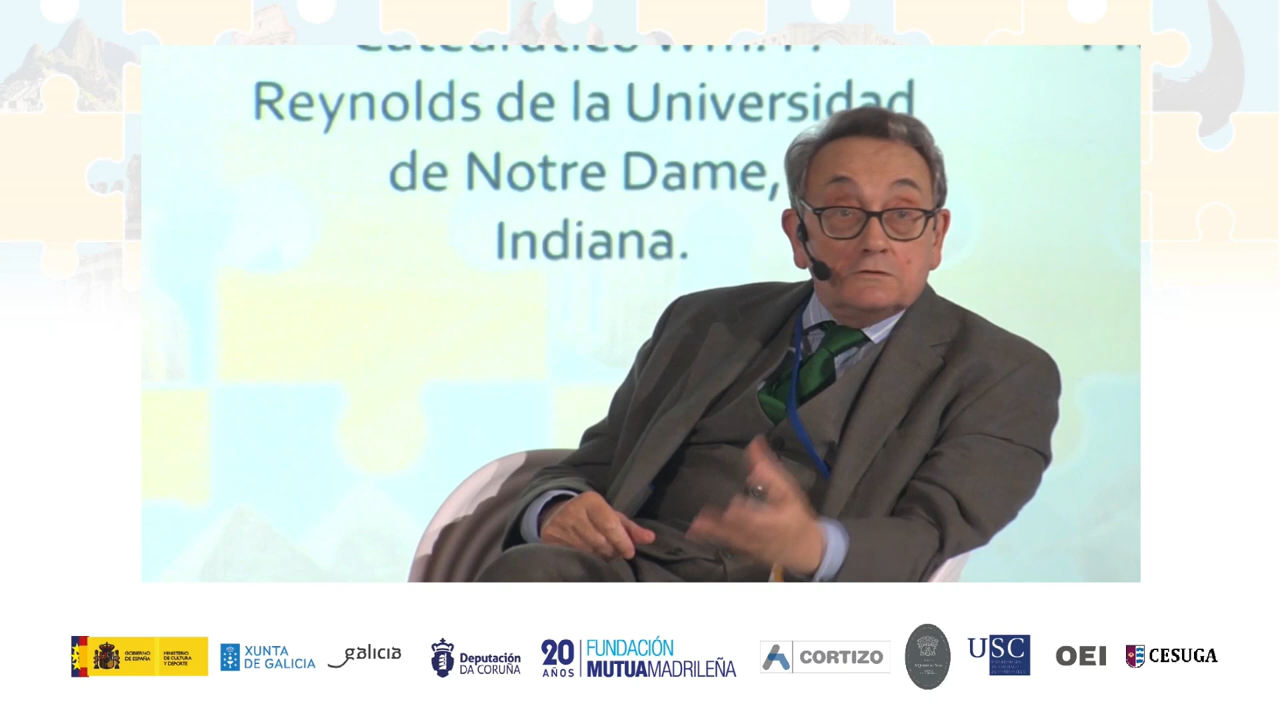 Reynolds de la Universidad
de Notre Dame,
Indiana.
GOBIERNO
DE ESPAÑA
MINISTERIO
DE CULTURA
Y DEPORTE
XUNTA
DE GALICIA
galicia
Deputación
DA CORUÑA
20
AÑOS
FUNDACIÓN
MUTUAMADRILEÑA
CORTIZO
USC
OEI
CESUGA